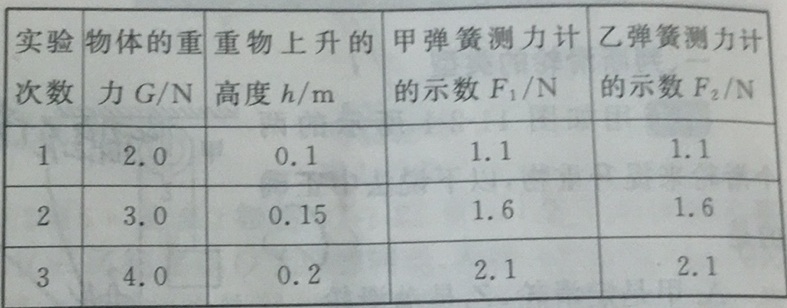 实验 物体的重 重物上升的 甲弹簧测力计 乙弹簧测力计
次数 力 G/N 高度 h/m 的示数 F₁/N 的示数 F₂/N
1 2.0 0.1 1.1 1.1
2 3.0 0.15 1.6 1.6
3 4.0 0.2 2.1 2.1